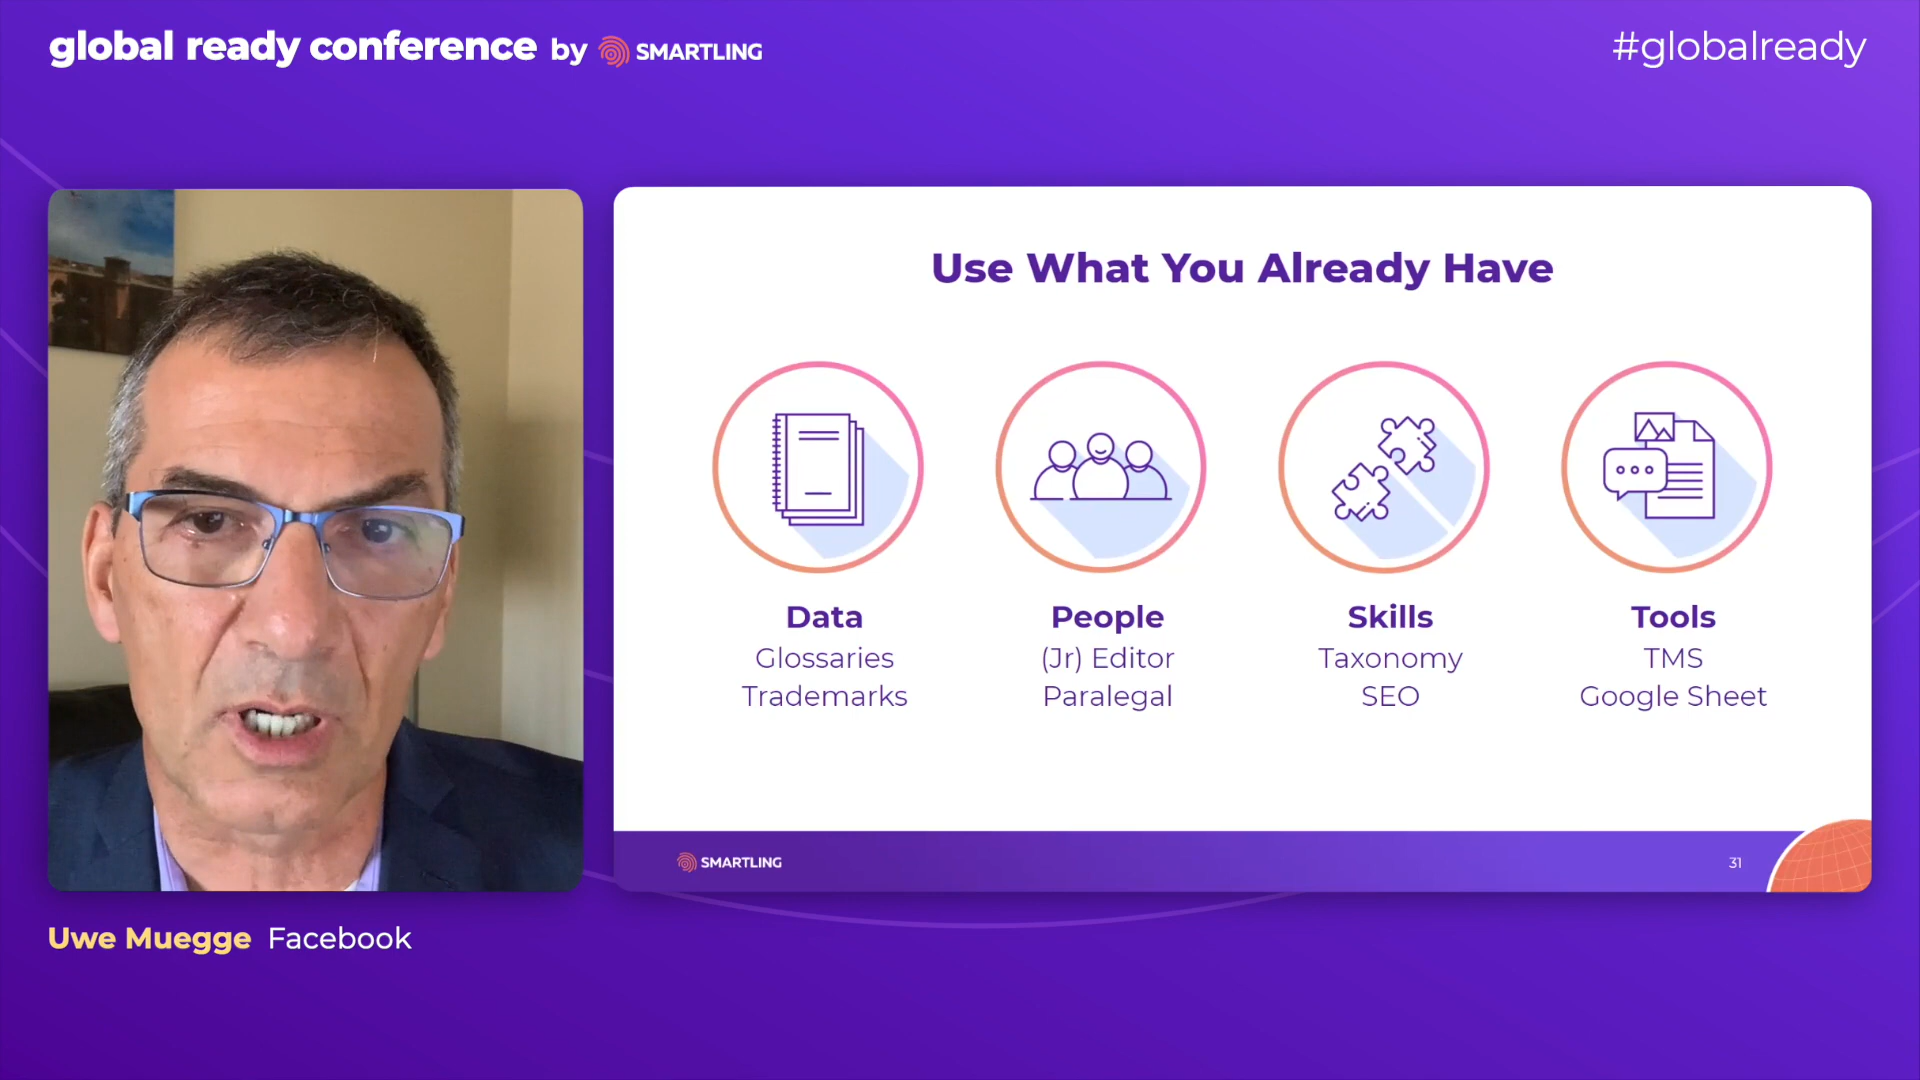 global ready conference by SMARTLING
#globalready
Use What You Already Have
Data
Glossaries
Trademarks
People
(Jr) Editor
Paralegal
Skills
Taxonomy
SEO
Tools
TMS
Google Sheet
SMARTLING
31
Uwe Muegge Facebook